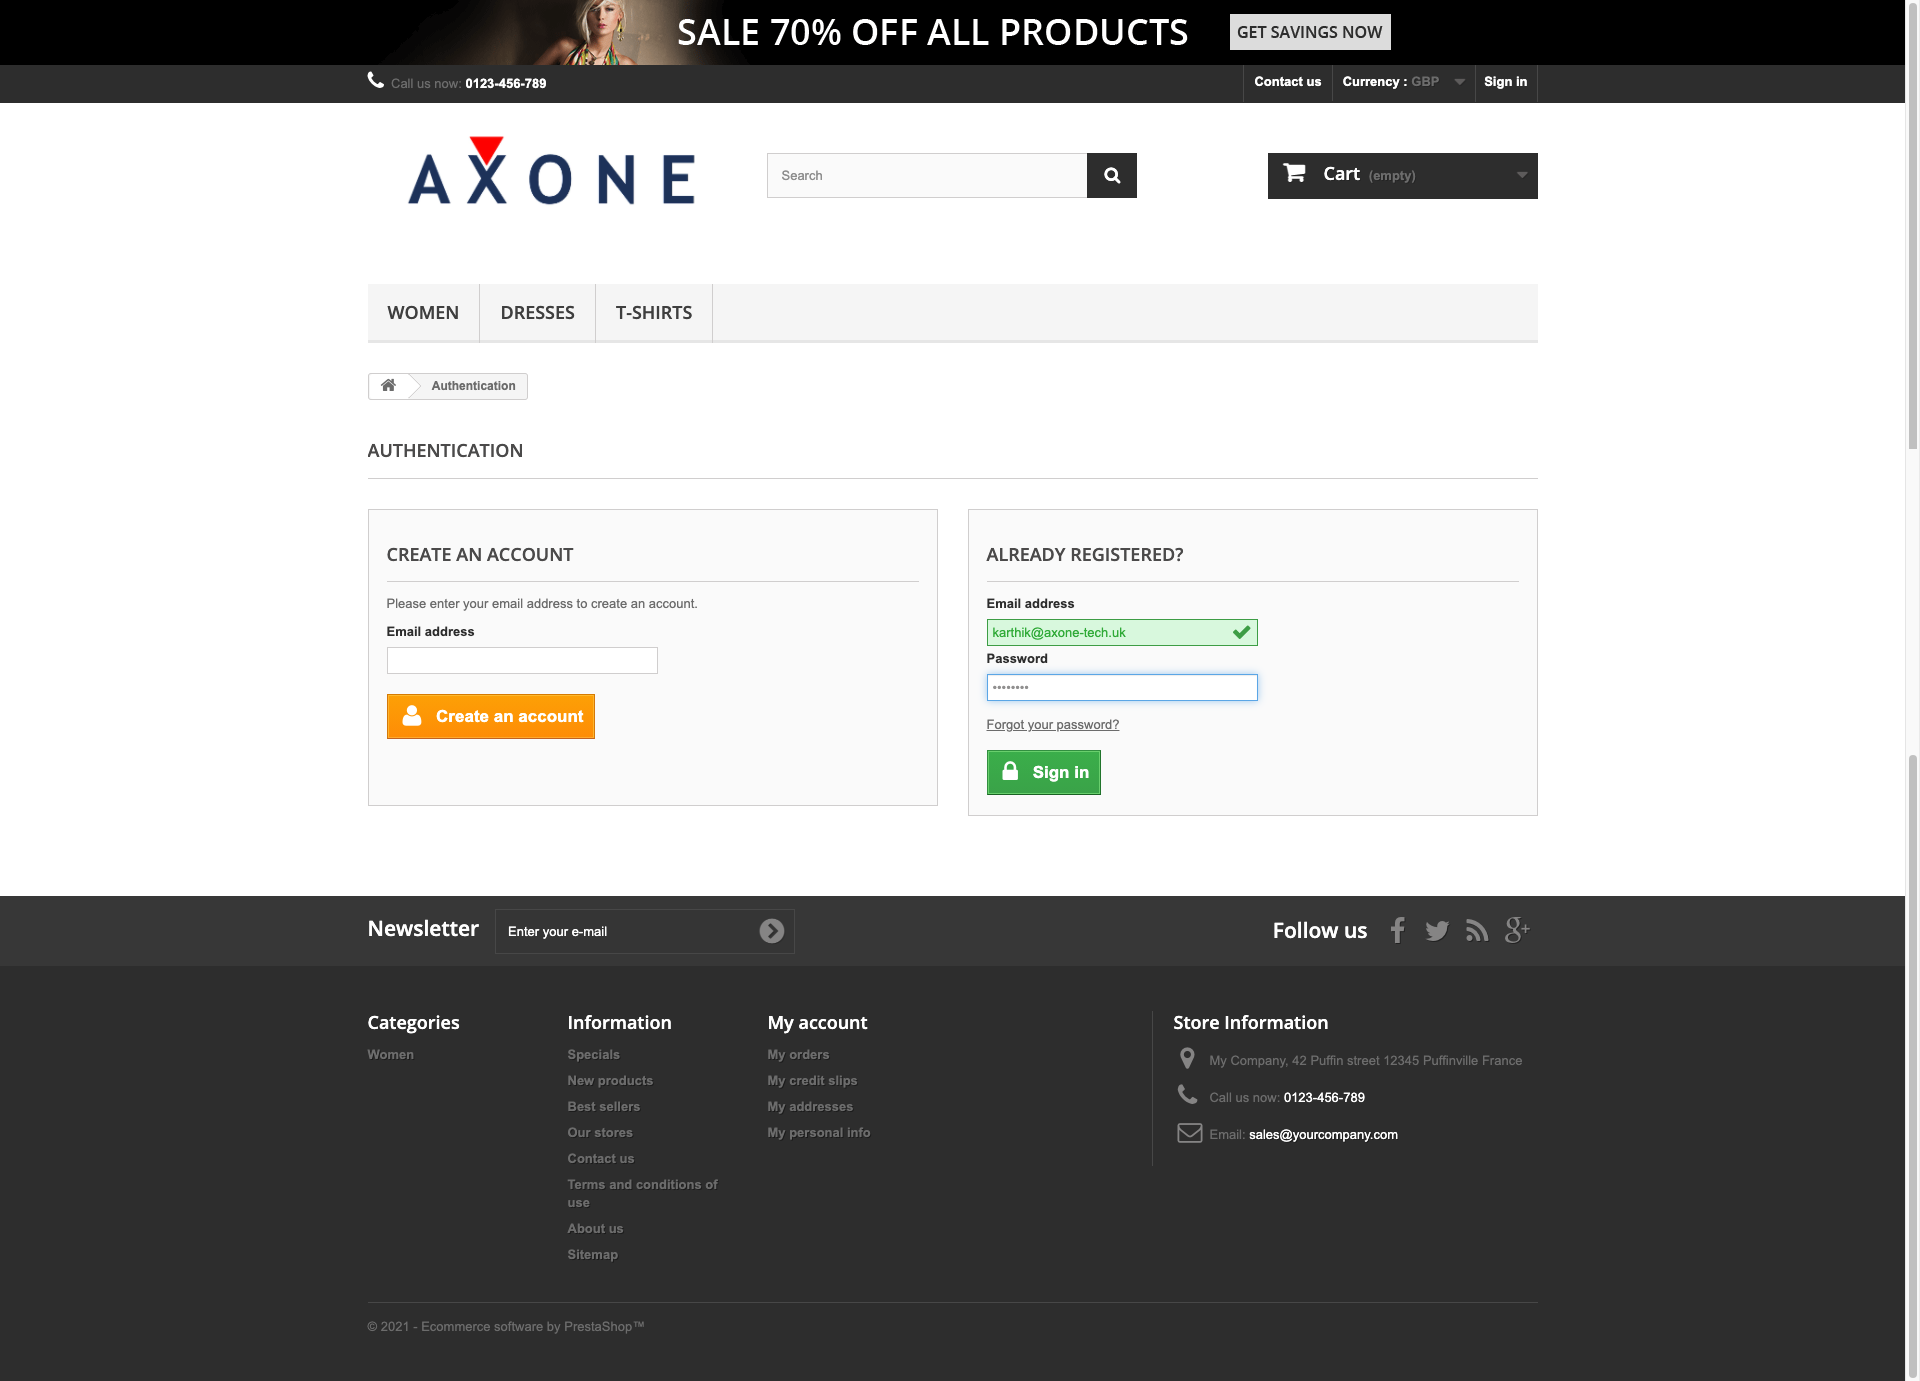 SALE 70% OFF ALL PRODUCTS
GET SAVINGS NOW
Call us now: 0123-456-789
Contact us
Currency : GBP
Sign in
AXONE
Search
Cart (empty)
WOMEN
DRESSES
T-SHIRTS
Authentication
AUTHENTICATION
CREATE AN ACCOUNT
Please enter your email address to create an account.
Email address
Create an account
ALREADY REGISTERED?
Email address
karthik@axone-tech.uk
Password
••••••••
Forgot your password?
Sign in
Newsletter
Enter your e-mail
Follow us
Categories
Women
Information
Specials
New products
Best sellers
Our stores
Contact us
Terms and conditions of
use
About us
Sitemap
My account
My orders
My credit slips
My addresses
My personal info
Store Information
My Company, 42 Puffin street 12345 Puffinville France
Call us now: 0123-456-789
Email: sales@yourcompany.com
© 2021 - Ecommerce software by PrestaShop™